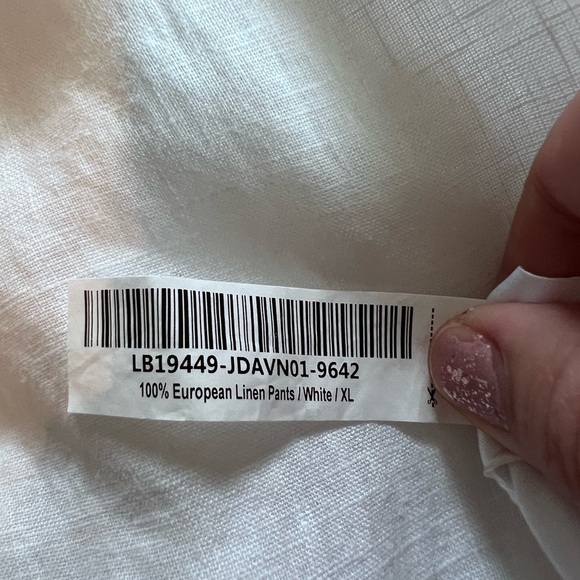 LB19449-JDAVN01-9642
100% European Linen Pants / White / XL